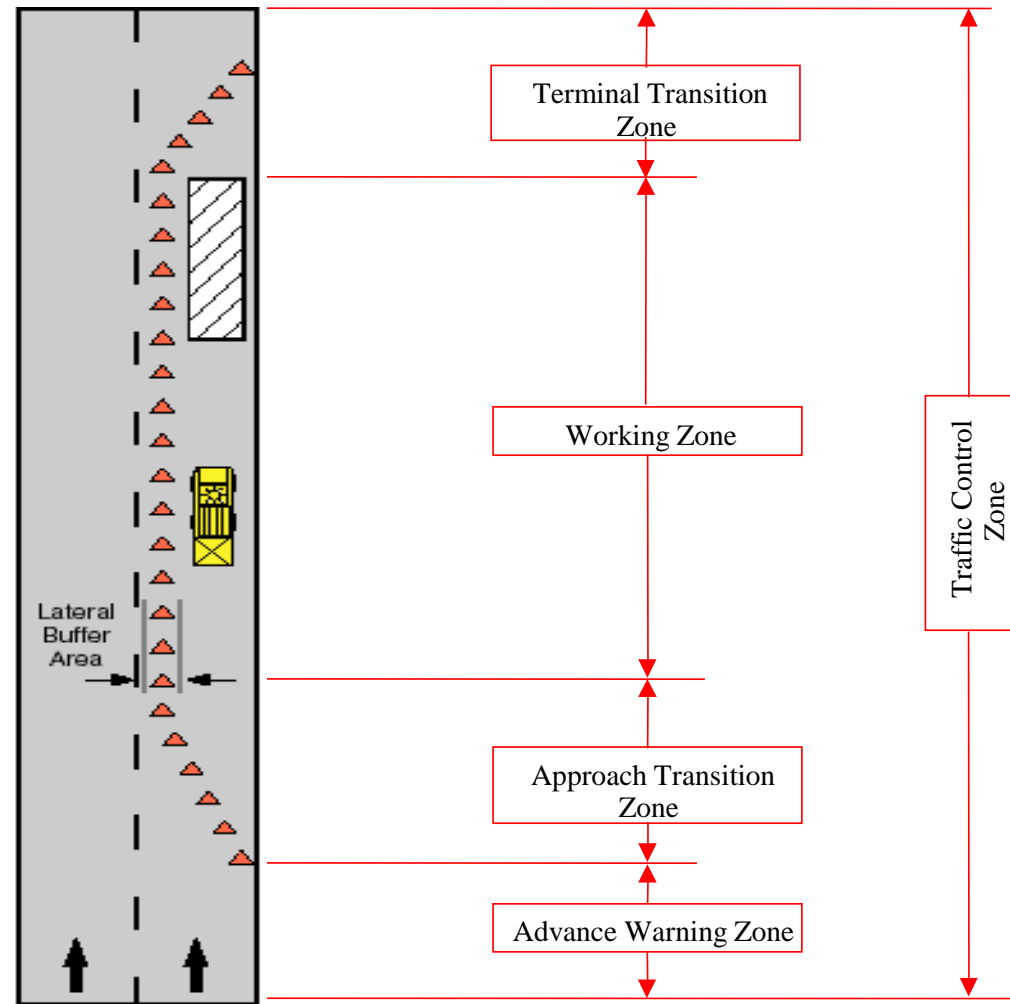 Terminal Transition
Zone
Working Zone
Traffic Control
Zone
Lateral
Buffer
Area
Approach Transition
Zone
Advance Warning Zone